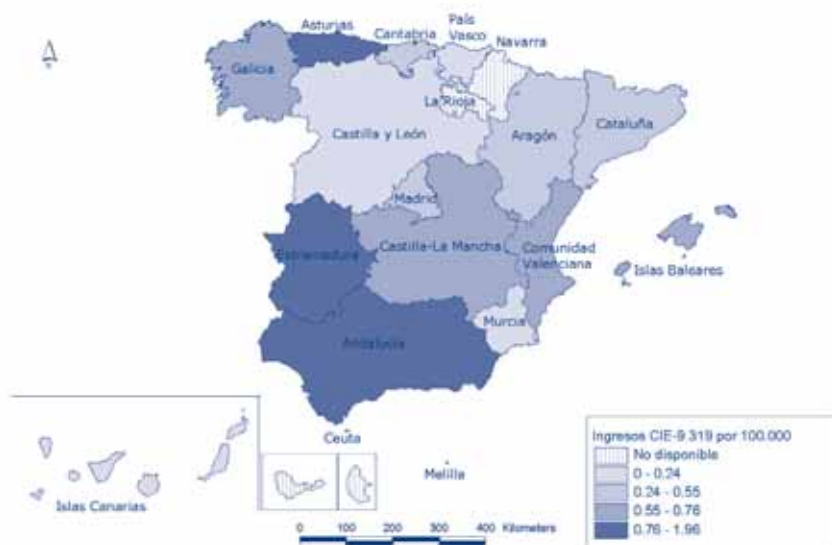 Asturias
Cantabria
País
Vasco
Navarra
Galicia
La Rioja
Castilla y León
Aragón
Cataluña
Madrid
Extremadura
Castilla-La Mancha
Comunidad
Valenciana
Islas Baleares
Murcia
Andalucía
Ceuta
Melilla
Islas Canarias
0 100 200 300 400 Kilometers
Ingresos CIE-9 319 por 100.000
No disponible
0 - 0.24
0.24 - 0.55
0.55 - 0.76
0.76 - 1.96